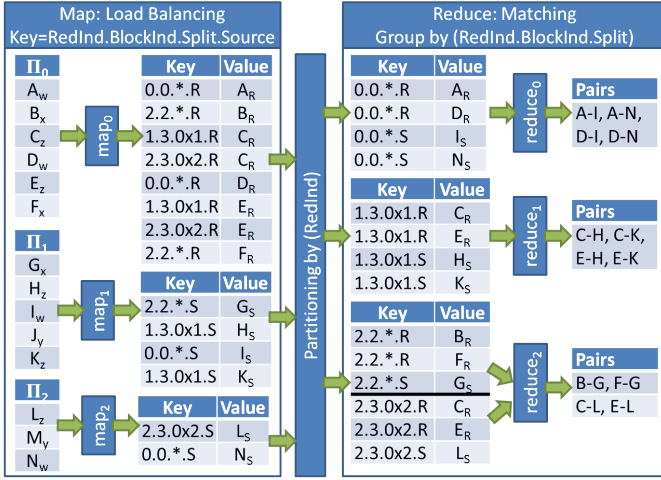 Map: Load Balancing
Key=RedInd.BlockInd.Split.Source
Π0
Aw
Bx
Cz
Dw
Ez
Fx
map0
Key Value
0.0.*.R AR
2.2.*.R BR
1.3.0x1.R CR
2.3.0x2.R CR
0.0.*.R DR
1.3.0x1.R ER
2.3.0x2.R ER
2.2.*.R FR
Π1
Gx
Hz
Iw
Jy
Kz
map1
Key Value
2.2.*.S GS
1.3.0x1.S HS
0.0.*.S IS
1.3.0x1.S KS
Π2
Lz
My
Nw
map2
Key Value
2.3.0x2.S LS
0.0.*.S NS
Partitioning by (RedInd)
Reduce: Matching
Group by (RedInd.BlockInd.Split)
Key Value
0.0.*.R AR
0.0.*.R DR
0.0.*.S IS
0.0.*.S NS
reduce0
Pairs
A-I, A-N,
D-I, D-N
Key Value
1.3.0x1.R CR
1.3.0x1.R ER
1.3.0x1.S HS
1.3.0x1.S KS
reduce1
Pairs
C-H, C-K,
E-H, E-K
Key Value
2.2.*.R BR
2.2.*.R FR
2.2.*.S GS
2.3.0x2.R CR
2.3.0x2.R ER
2.3.0x2.S LS
reduce2
Pairs
B-G, F-G
C-L, E-L